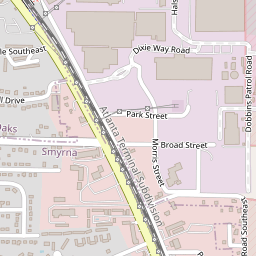 Dixie Way Road
Southeast
Drive
Park Street
Atlanta Terminal Subdivision
Dobbins Patrol Road
Broad Street
Smyrna
Morris Street
Road Southeast